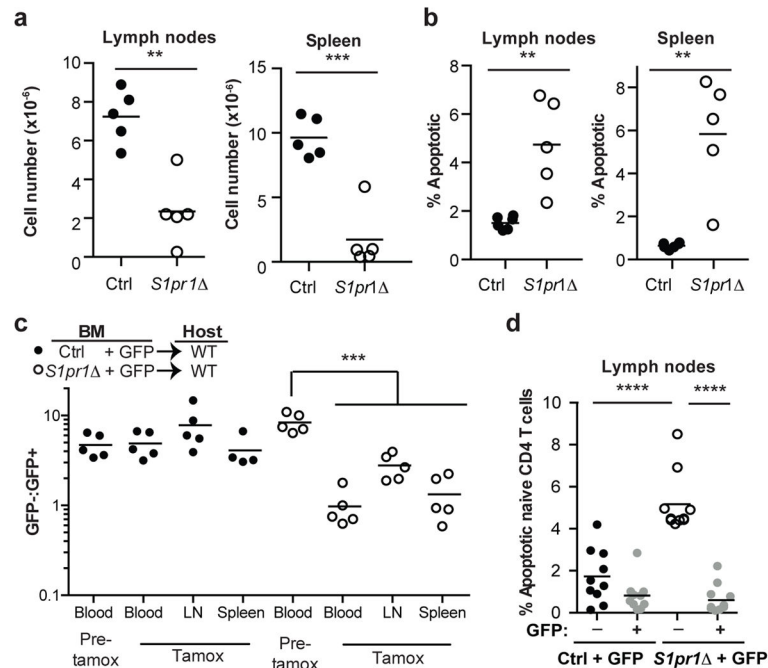 a
Lymph nodes
**
Cell number (x10-6)
10
8
6
4
2
0
Ctrl
S1pr1Δ
Spleen
***
Cell number (x10-6)
15
10
5
0
Ctrl
S1pr1Δ
b
Lymph nodes
**
% Apoptotic
8
6
4
2
0
Ctrl
S1pr1Δ
Spleen
**
% Apoptotic
8
6
4
2
0
Ctrl
S1pr1Δ
c
BM Host
Ctrl + GFP WT
S1pr1Δ + GFP WT
***
GFP-:GFP+
10
1
0.1
Blood Blood LN Spleen Blood Blood LN Spleen
Pre-
tamox
Tamox
Pre-
tamox
Tamox
d
Lymph nodes
**** ****
% Apoptotic naive CD4 T cells
10
8
6
4
2
0
GFP: – + – +
Ctrl + GFP S1pr1Δ + GFP